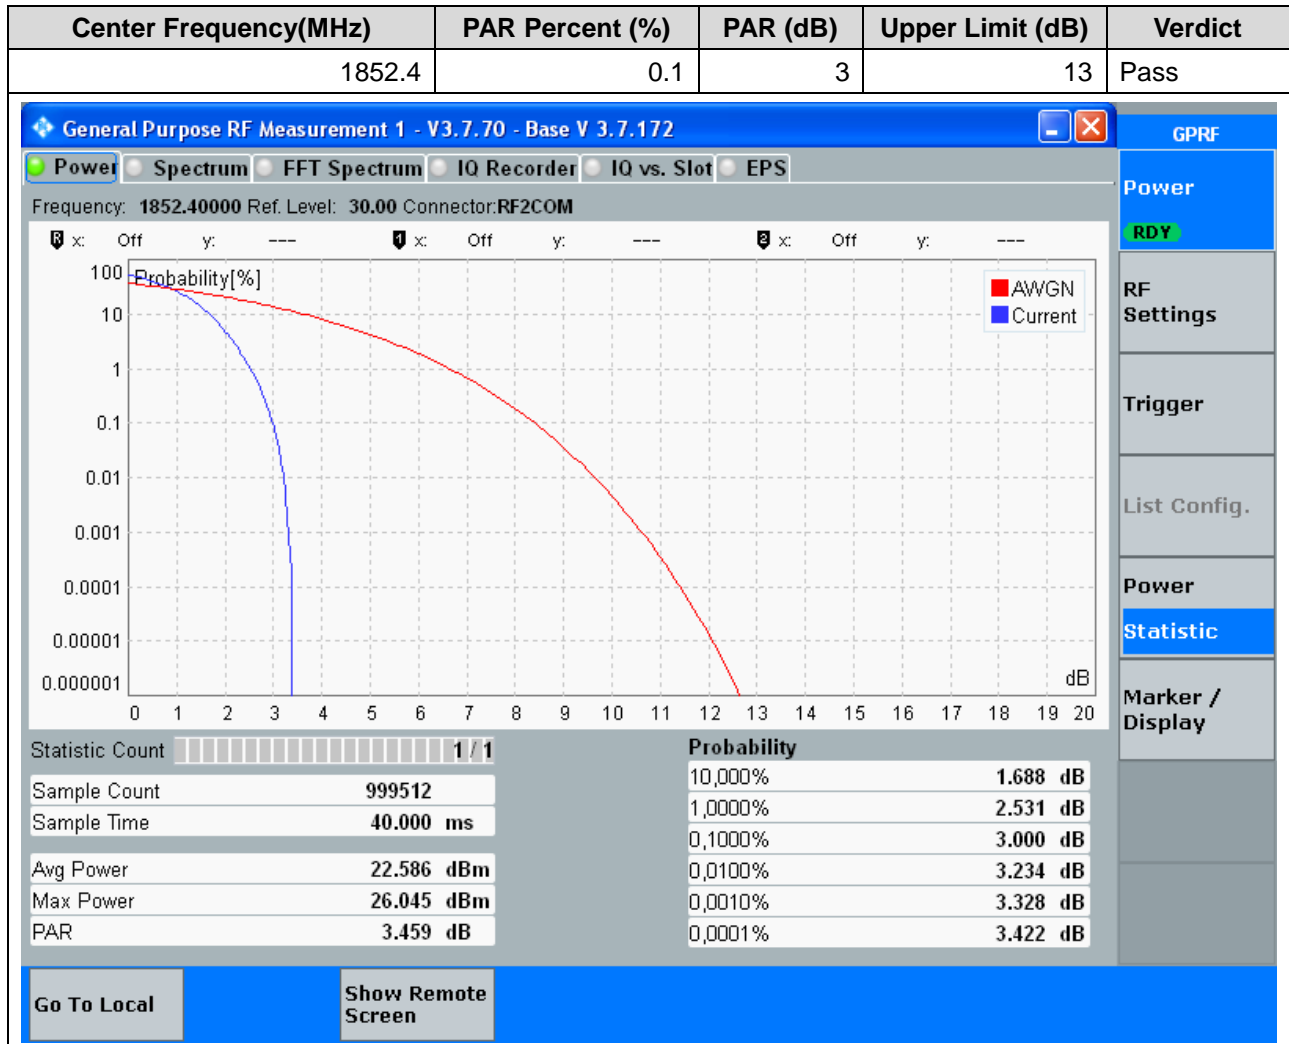 Center Frequency(MHz) PAR Percent (%) PAR (dB) Upper Limit (dB) Verdict
1852.4 0.1 3 13 Pass
General Purpose RF Measurement 1 - V3.7.70 - Base V 3.7.172
GPRF
Power Spectrum FFT Spectrum IQ Recorder IQ vs. Slot EPS
Frequency: 1852.40000 Ref. Level: 30.00 Connector:RF2COM
R x: Off y: --- 1 x: Off y: --- 2 x: Off y: ---
Probability[%]
AWGN
Current
100
10
1
0.1
0.01
0.001
0.0001
0.00001
0.000001
dB
0 1 2 3 4 5 6 7 8 9 10 11 12 13 14 15 16 17 18 19 20
Statistic Count 1 / 1
Sample Count 999512
Sample Time 40.000 ms
Avg Power 22.586 dBm
Max Power 26.045 dBm
PAR 3.459 dB
Probability
10,000% 1.688 dB
1,0000% 2.531 dB
0,1000% 3.000 dB
0,0100% 3.234 dB
0,0010% 3.328 dB
0,0001% 3.422 dB
Power
RDY
RF
Settings
Trigger
List Config.
Power
Statistic
Marker /
Display
Go To Local
Show Remote
Screen